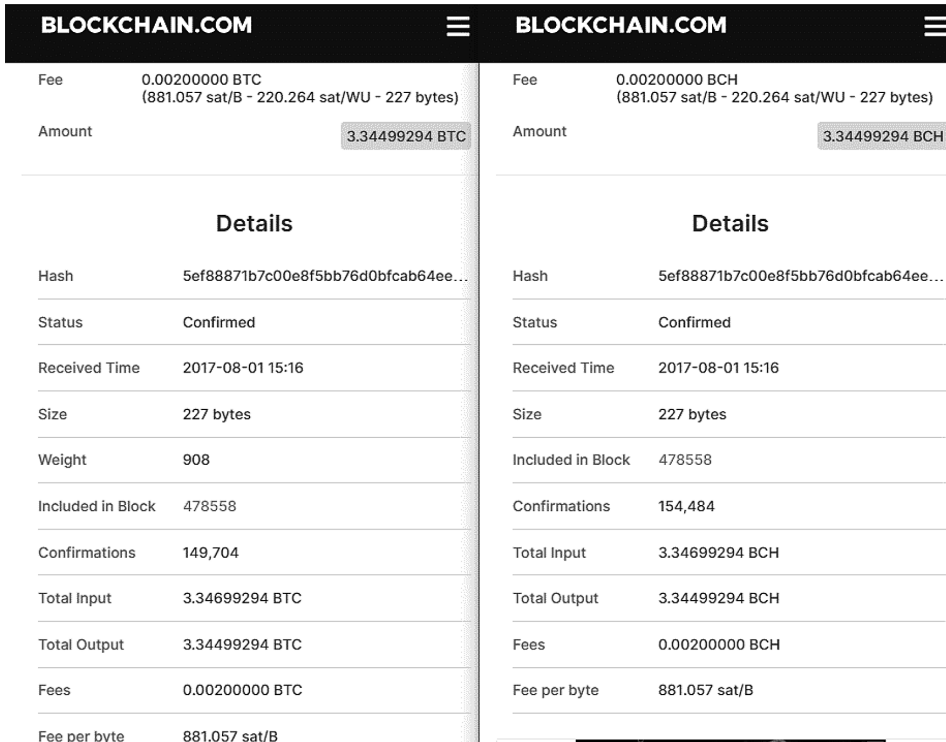 BLOCKCHAIN.COM
Fee 0.00200000 BTC
(881.057 sat/B - 220.264 sat/WU - 227 bytes)
Amount 3.34499294 BTC
Details
Hash 5ef88871b7c00e8f5bb76d0bfcab64ee...
Status Confirmed
Received Time 2017-08-01 15:16
Size 227 bytes
Weight 908
Included in Block 478558
Confirmations 149,704
Total Input 3.34699294 BTC
Total Output 3.34499294 BTC
Fees 0.00200000 BTC
Fee per byte 881.057 sat/B
BLOCKCHAIN.COM
Fee 0.00200000 BCH
(881.057 sat/B - 220.264 sat/WU - 227 bytes)
Amount 3.34499294 BCH
Details
Hash 5ef88871b7c00e8f5bb76d0bfcab64ee...
Status Confirmed
Received Time 2017-08-01 15:16
Size 227 bytes
Included in Block 478558
Confirmations 154,484
Total Input 3.34699294 BCH
Total Output 3.34499294 BCH
Fees 0.00200000 BCH
Fee per byte 881.057 sat/B